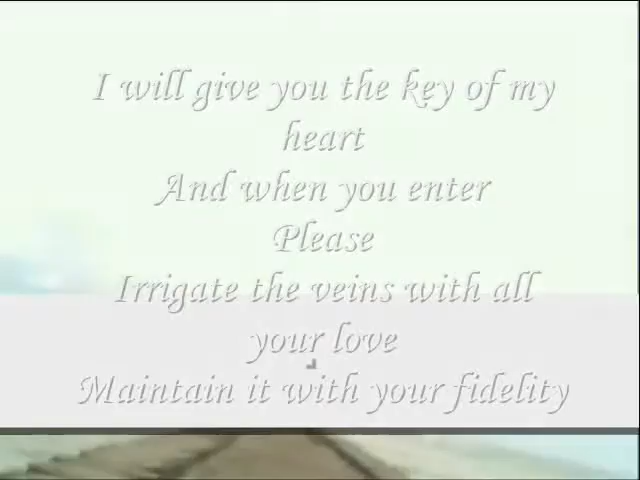 I will give you the key of my
heart
And when you enter
Please
Irrigate the veins with all
your love
Maintain it with your fidelity